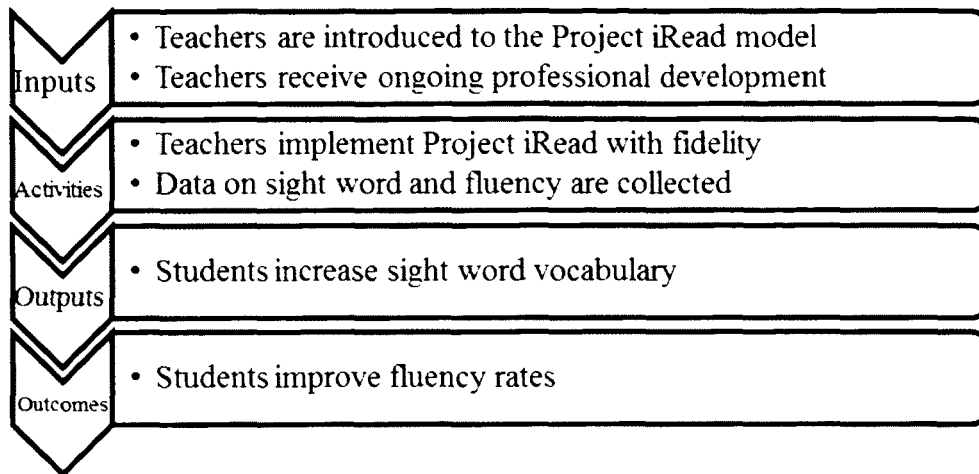 Inputs
• Teachers are introduced to the Project iRead model
• Teachers receive ongoing professional development
Activities
• Teachers implement Project iRead with fidelity
• Data on sight word and fluency are collected
Outputs
• Students increase sight word vocabulary
Outcomes
• Students improve fluency rates